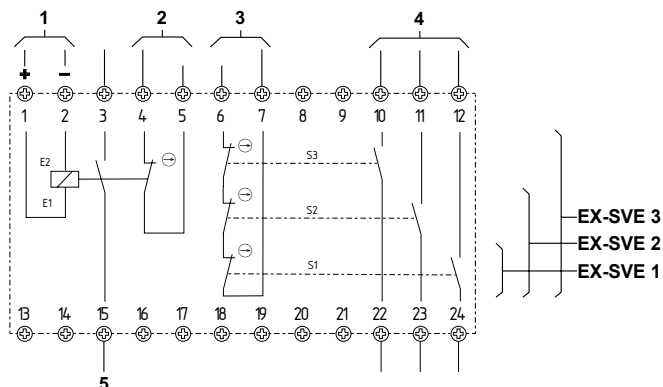 1 2 3 4
+ −
1 2 3 4 5 6 7 8 9 10 11 12
E2
S3
E1
S2
EX-SVE 3
EX-SVE 2
S1
EX-SVE 1
13 14 15 16 17 18 19 20 21 22 23 24
5